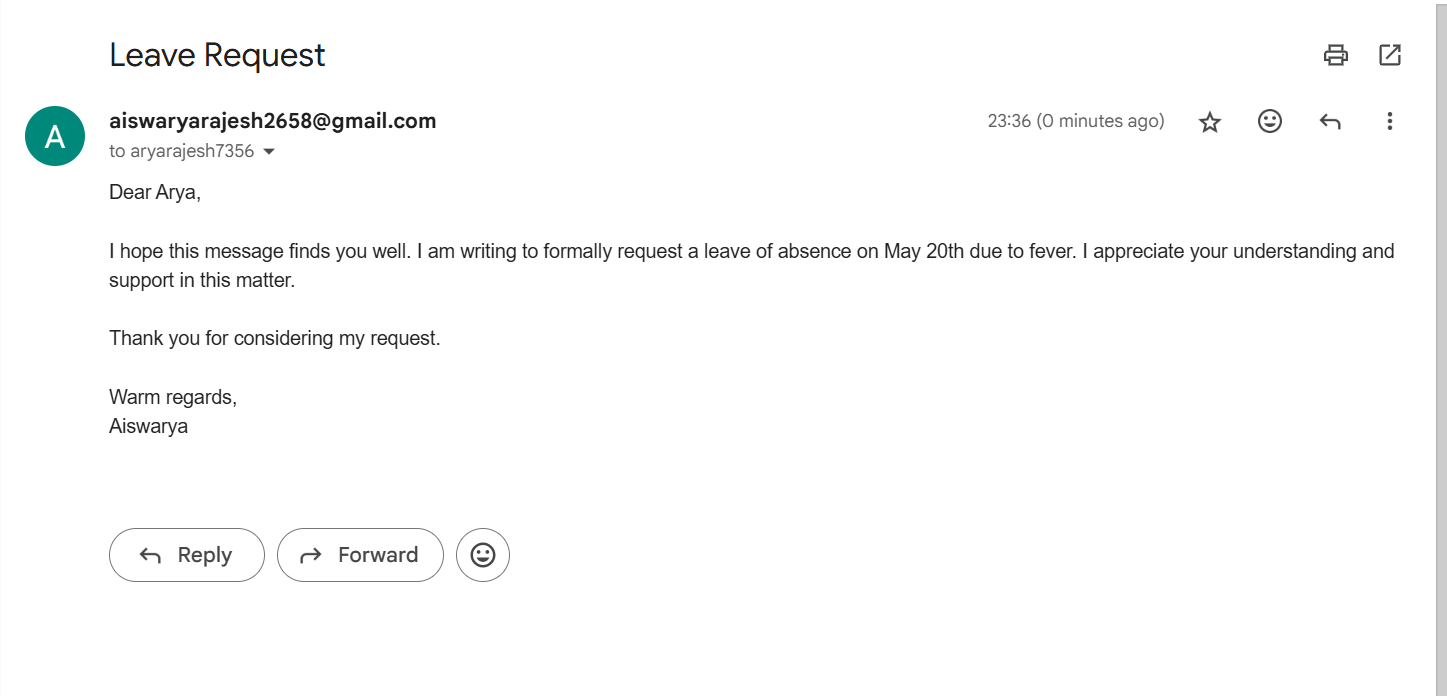 Leave Request
A
aiswaryarajesh2658@gmail.com
23:36 (0 minutes ago)
to aryarajesh7356
Dear Arya,
I hope this message finds you well. I am writing to formally request a leave of absence on May 20th due to fever. I appreciate your understanding and
support in this matter.
Thank you for considering my request.
Warm regards,
Aiswarya
Reply
Forward